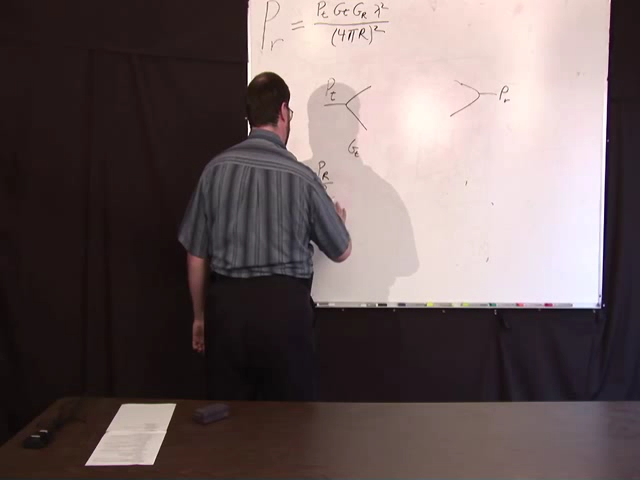 Pr = Pt Gt GR λ² / (4πR)²
Pt
Pr
Gt
PR